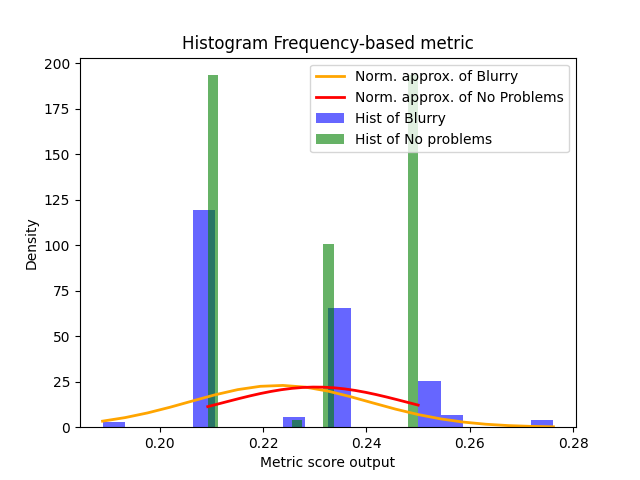 Histogram Frequency-based metric
Norm. approx. of Blurry
Norm. approx. of No Problems
Hist of Blurry
Hist of No problems
200
175
150
125
100
75
50
25
0
Density
0.20 0.22 0.24 0.26 0.28
Metric score output